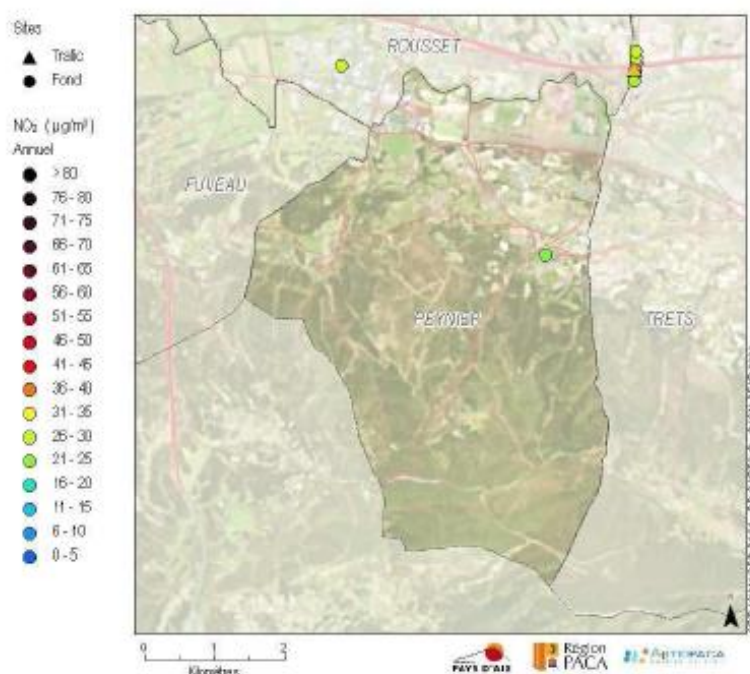 Sites
Trafic
Fond
NO₂ (µg/m³)
Annuel
> 80
76 - 80
71 - 75
66 - 70
61 - 65
56 - 60
51 - 55
46 - 50
41 - 45
36 - 40
31 - 35
26 - 30
21 - 25
16 - 20
11 - 15
6 - 10
0 - 5
ROUSSET
FUVEAU
PEYNIER
TRETS
0 2
Kilomètres
PAYS D'AIX
Région
PACA